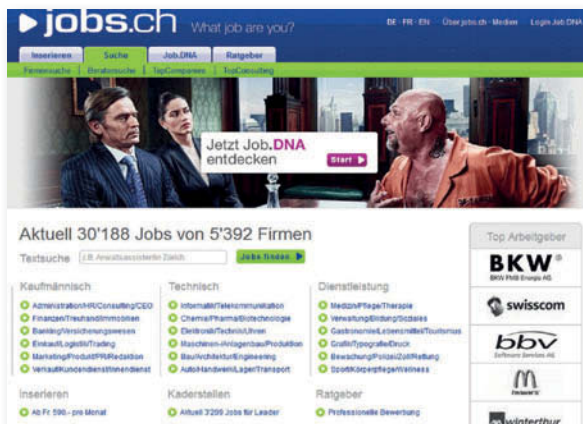 jobs.ch What job are you?
DE - FR - EN Über jobs.ch - Medien Login Job DNA
Inserieren Suche Job.DNA Ratgeber
Firmensuche | Beratersuche | TopCompanies | TopConsulting
Jetzt Job.DNA
entdecken
Start
Aktuell 30'188 Jobs von 5'392 Firmen
Textsuche z.B. Anwaltsassistentin Zürich Jobs finden
Kaufmännisch
Administration/HR/Consulting/CEO
Finanzen/Treuhand/Immobilien
Banking/Versicherungswesen
Einkauf/Logistik/Trading
Marketing/Produkt/PR/Redaktion
Verkauf/Kundendienst/Innendienst
Technisch
Informatik/Telekommunikation
Chemie/Pharma/Biotechnologie
Elektronik/Technik/Uhren
Maschinen-/Anlagenbau/Produktion
Bau/Architektur/Engineering
Auto/Handwerk/Lager/Transport
Dienstleistung
Medizin/Pflege/Therapie
Verwaltung/Bildung/Soziales
Gastronomie/Lebensmittel/Tourismus
Grafik/Typografie/Druck
Bewachung/Polizei/Zoll/Rettung
Sport/Körperpflege/Wellness
Inserieren
Ab Fr. 590.- pro Monat
Kaderstellen
Aktuell 3'299 Jobs für Leader
Ratgeber
Professionelle Bewerbung
Top Arbeitgeber
BKW
BKW FMB Energie AG
swisscom
bbv
Software Services AG
McDonald's
winterthur